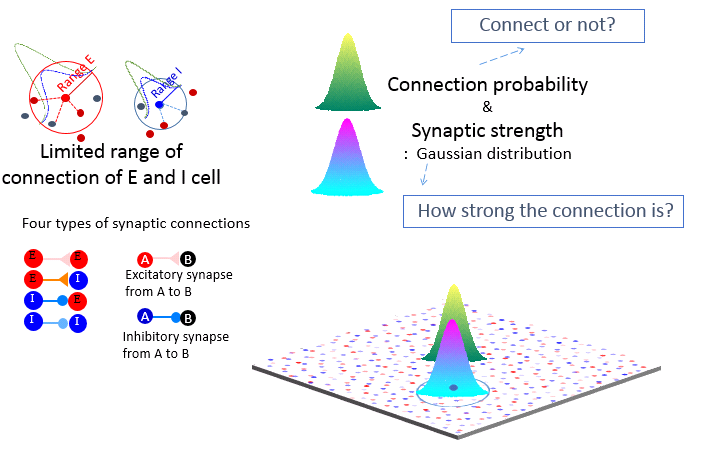 Connect or not?
Range E
Range I
Connection probability
&
Synaptic strength
: Gaussian distribution
Limited range of
connection of E and I cell
How strong the connection is?
Four types of synaptic connections
E E
E I
I E
I I
A B
Excitatory synapse
from A to B
A B
Inhibitory synapse
from A to B